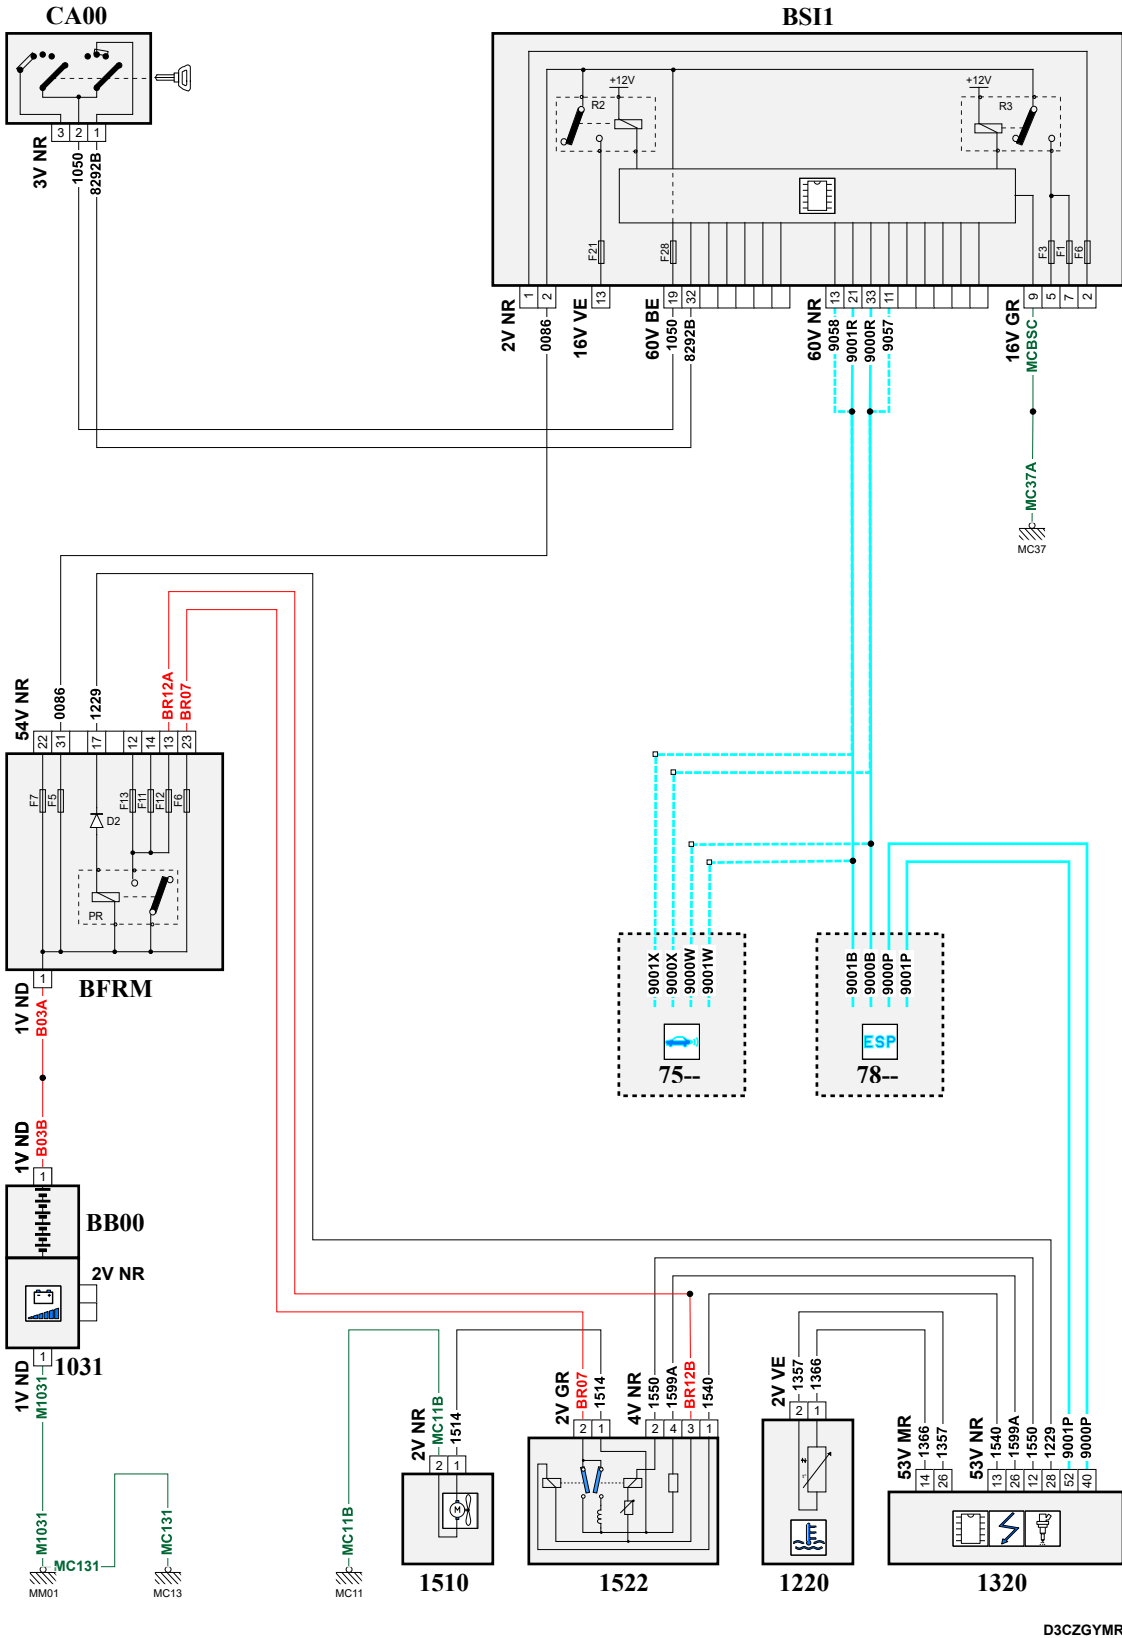 CA00
BSI1
3 2 1
3V NR
1050
8292B
+12V
R2
+12V
R3
F21
F28
F3
F1
F6
1 2
13
19 32
13 21 33 11
9 5 7 2
2V NR
0086
16V VE
60V BE
1050
8292B
60V NR
9058
9001R
9000R
9057
16V GR
MCBSC
MC37A
MC37
54V NR
0086
1229
BR12A
BR07
22 31 17 12 14 13 23
F7
F5
D2
F13
F11
F12
F6
PR
1
BFRM
1V ND
B03A
1V ND
B03B
1
BB00
2V NR
1
1031
1V ND
M1031
M1031
MC131
MC131
MM01
MC13
9001X
9000X
9000W
9001W
75--
9001B
9000B
9000P
9001P
ESP
78--
MC11B
MC11
2V NR
MC11B
1514
2 1
M
1510
2V GR
BR07
1514
2 1
4V NR
1550
1599A
BR12B
1540
2 4 3 1
1522
2V VE
1357
1366
2 1
1220
53V MR
1366
1357
14 26
53V NR
1540
1599A
1550
1229
9001P
9000P
13 26 12 28 52 40
1320
D3CZGYMR